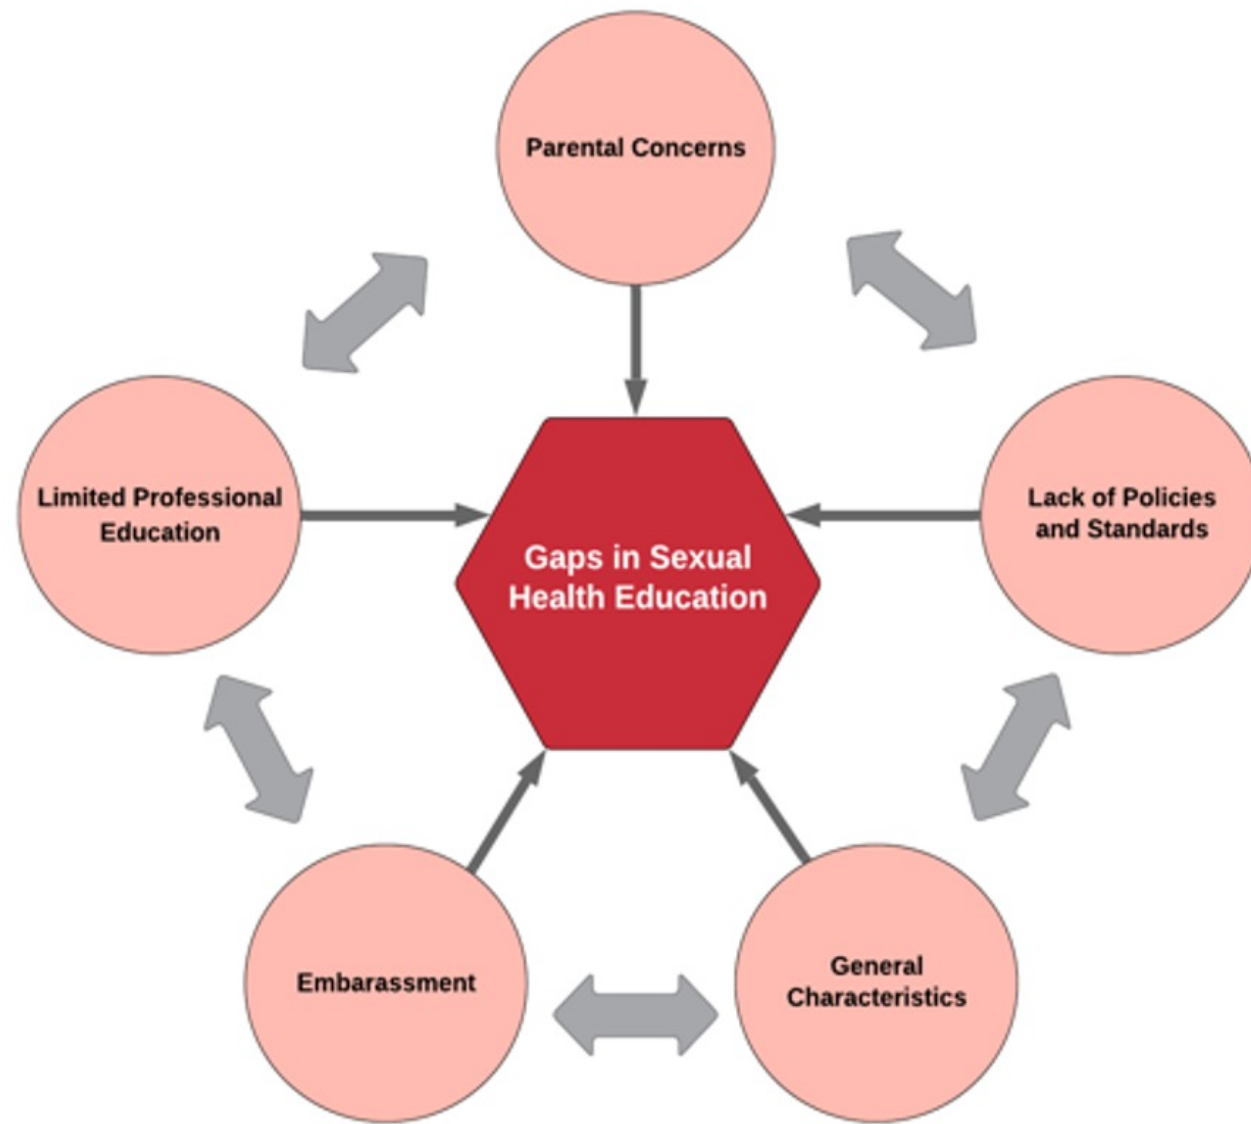 Parental Concerns
Limited Professional
Education
Lack of Policies
and Standards
Gaps in Sexual
Health Education
Embarassment
General
Characteristics